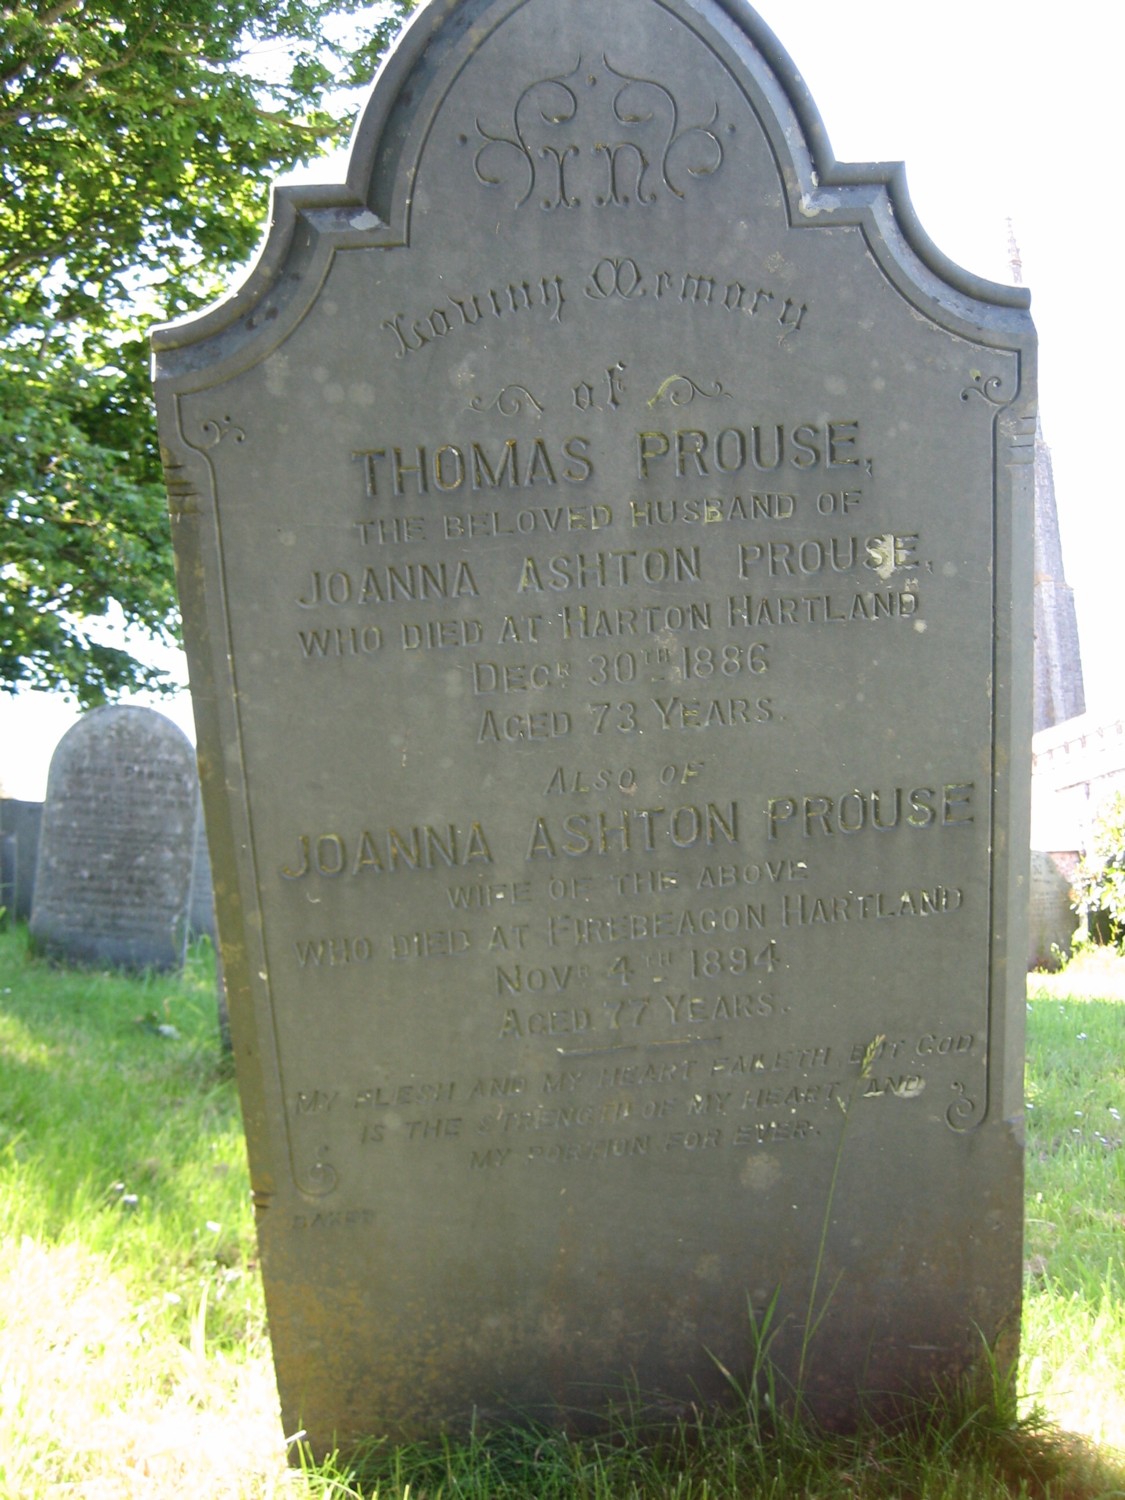 In
Loving Memory
of
THOMAS PROUSE,
THE BELOVED HUSBAND OF
JOANNA ASHTON PROUSE,
WHO DIED AT HARTON HARTLAND
DECR 30TH 1886
AGED 73 YEARS.
ALSO OF
JOANNA ASHTON PROUSE
WIFE OF THE ABOVE
WHO DIED AT FIREBEACON HARTLAND
NOVR 4TH 1894.
AGED 77 YEARS.
MY FLESH AND MY HEART FAILETH, BUT GOD
IS THE STRENGTH OF MY HEART, AND
MY PORTION FOR EVER.